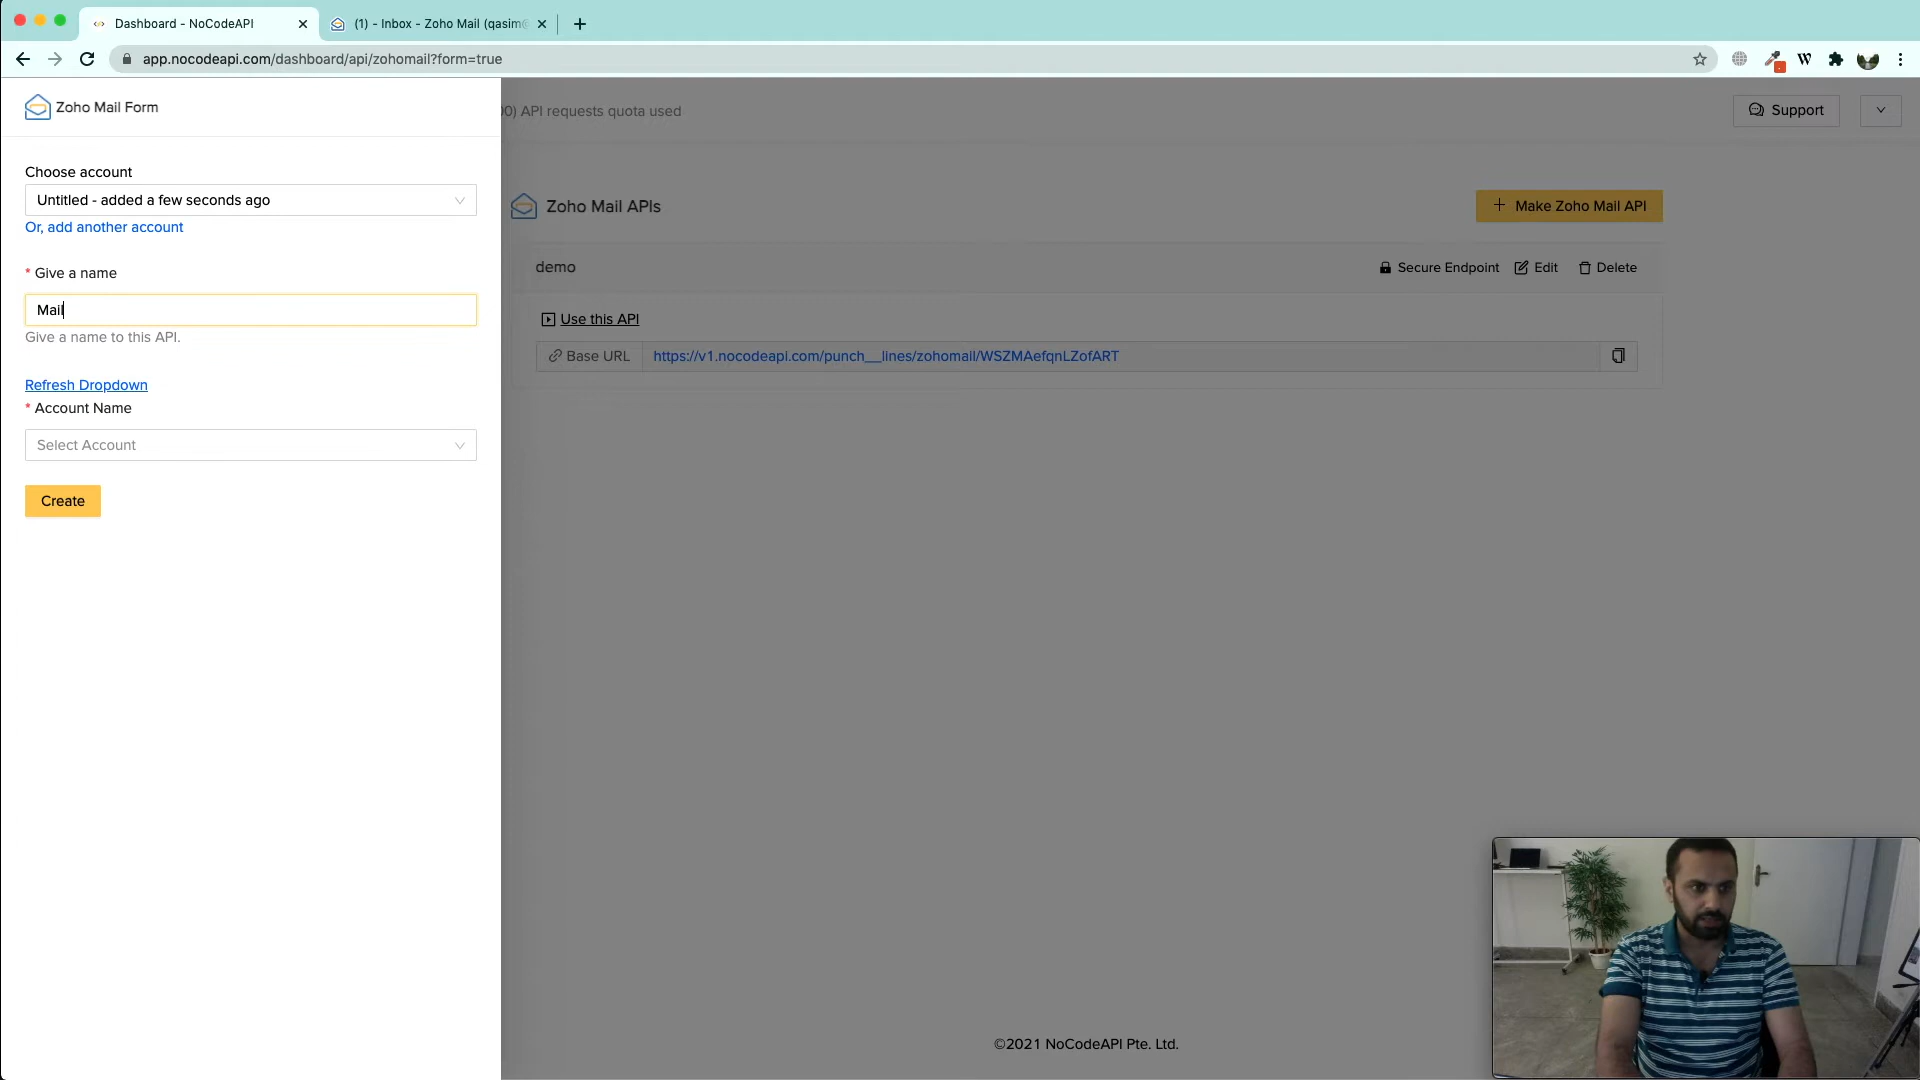 Dashboard - NoCodeAPI
(1) - Inbox - Zoho Mail (qasim@
app.nocodeapi.com/dashboard/api/zohomail?form=true
W
Zoho Mail Form
00) API requests quota used
Support
Choose account
Untitled - added a few seconds ago
Or, add another account
* Give a name
Mail
Give a name to this API.
Refresh Dropdown
* Account Name
Select Account
Create
Zoho Mail APIs
Make Zoho Mail API
demo
Secure Endpoint
Edit
Delete
Use this API
Base URL
https://v1.nocodeapi.com/punch__lines/zohomail/WSZMAefqnLZofART
©2021 NoCodeAPI Pte. Ltd.